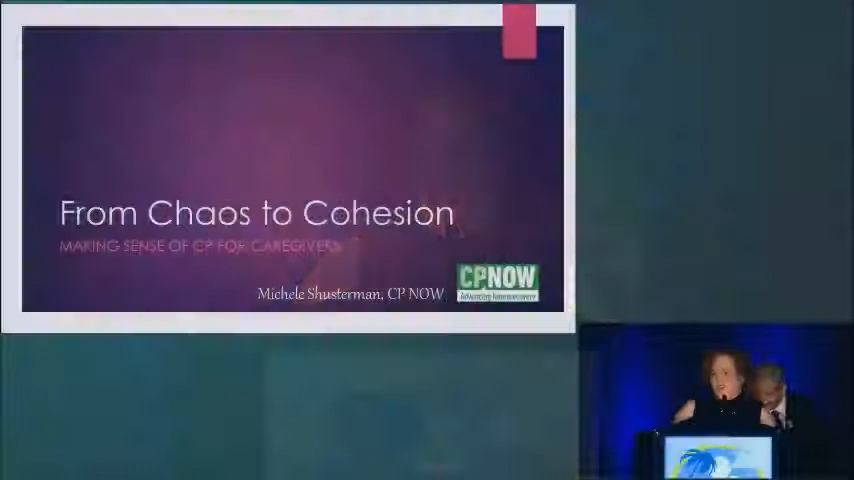 From Chaos to Cohesion
MAKING SENSE OF CP FOR CAREGIVERS
Michele Shusterman, CP NOW
CPNOW